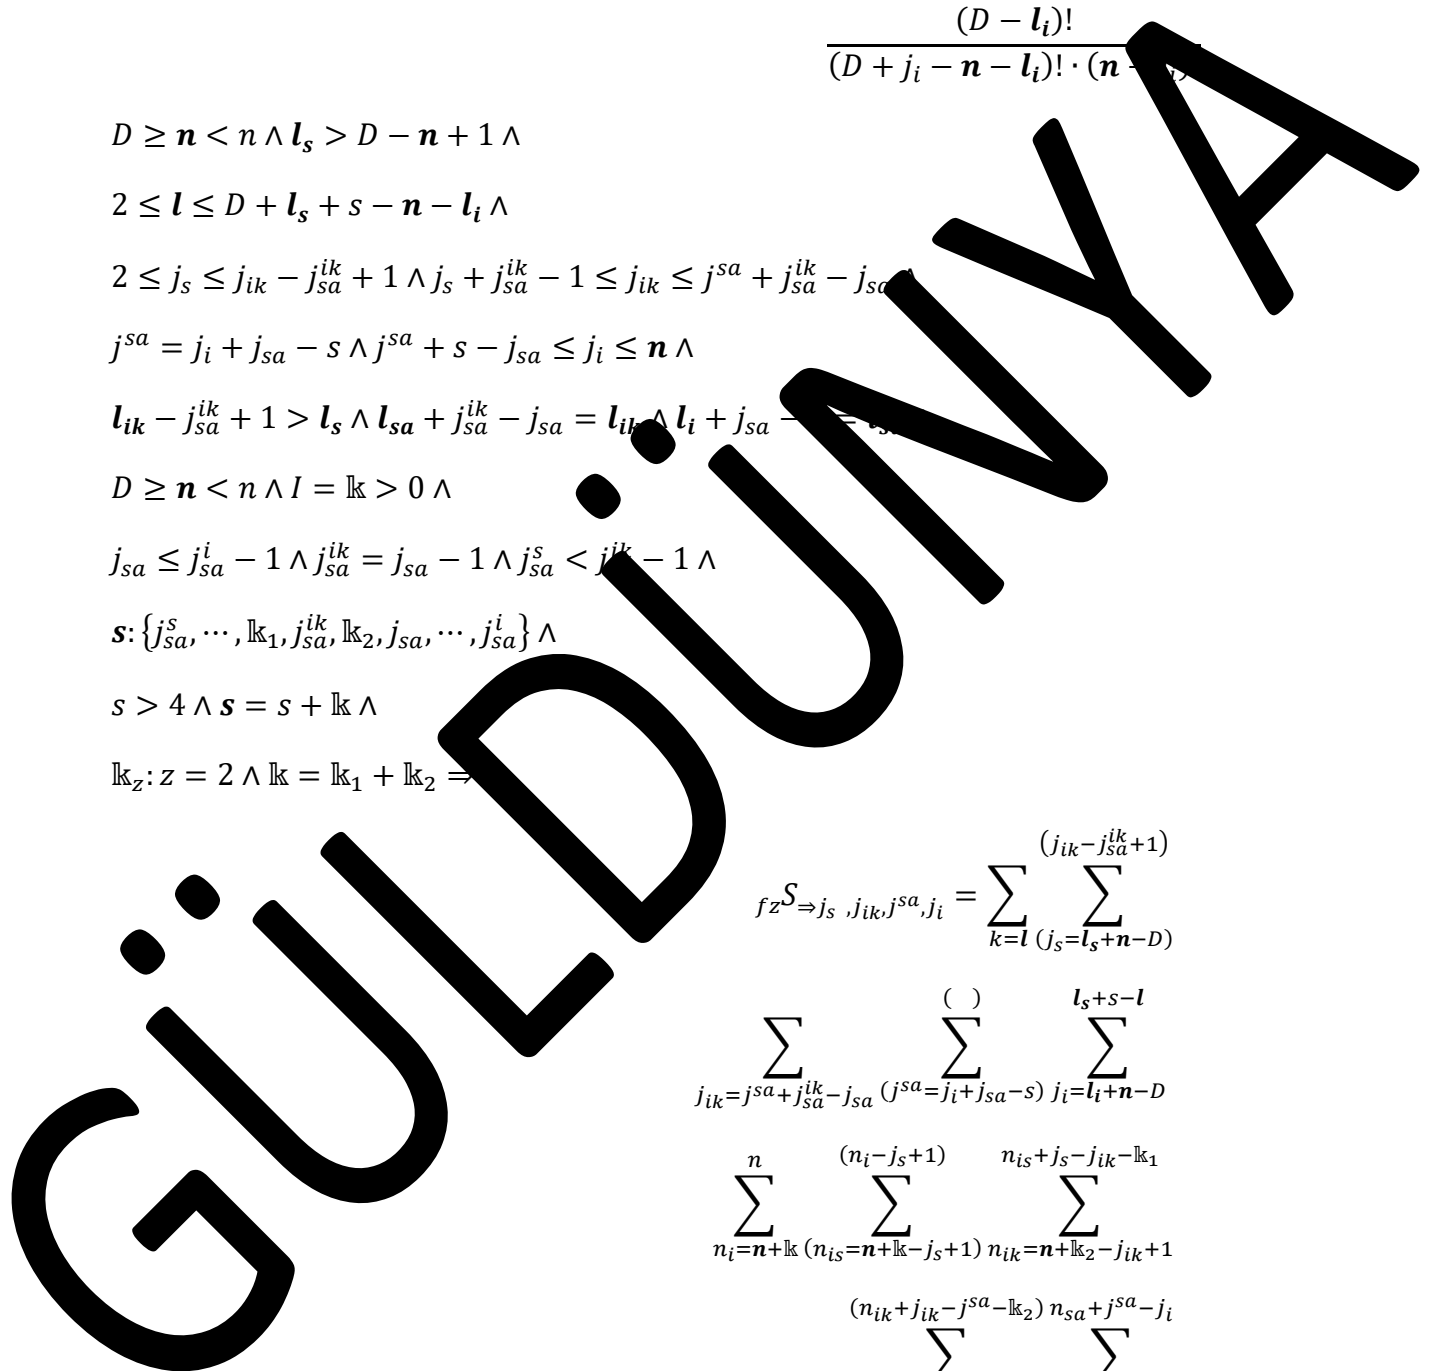 (D − l_i)!
(D + j_i − n − l_i)! · (n
D ≥ n < n ∧ l_s > D − n + 1 ∧
2 ≤ l ≤ D + l_s + s − n − l_i ∧
2 ≤ j_s ≤ j_ik − j_sa^ik + 1 ∧ j_s + j_sa^ik − 1 ≤ j_ik ≤ j^sa + j_sa^ik − j_sa ∧
j^sa = j_i + j_sa − s ∧ j^sa + s − j_sa ≤ j_i ≤ n ∧
l_ik − j_sa^ik + 1 > l_s ∧ l_sa + j_sa^ik − j_sa = l_ik ∧ l_i + j_sa −
D ≥ n < n ∧ I = 𝕜 > 0 ∧
j_sa ≤ j_sa^i − 1 ∧ j_sa^ik = j_sa − 1 ∧ j_sa^s < j^ik − 1 ∧
s: {j_sa^s, ⋯ , 𝕜_1, j_sa^ik, 𝕜_2, j_sa, ⋯ , j_sa^i} ∧
s > 4 ∧ s = s + 𝕜 ∧
𝕜_z: z = 2 ∧ 𝕜 = 𝕜_1 + 𝕜_2 ⇒
(j_ik−j_sa^ik+1)
_fz S_⇒j_s ,j_ik,j^sa,j_i = ∑ ∑
k=l (j_s=l_s+n−D)
( ) l_s+s−l
∑ ∑ ∑
j_ik=j^sa+j_sa^ik−j_sa (j^sa=j_i+j_sa−s) j_i=l_i+n−D
n (n_i−j_s+1) n_is+j_s−j_ik−𝕜_1
∑ ∑ ∑
n_i=n+𝕜 (n_is=n+𝕜−j_s+1) n_ik=n+𝕜_2−j_ik+1
(n_ik+j_ik−j^sa−𝕜_2) n_sa+j^sa−j_i
∑ ∑
GÜLDÜNYA